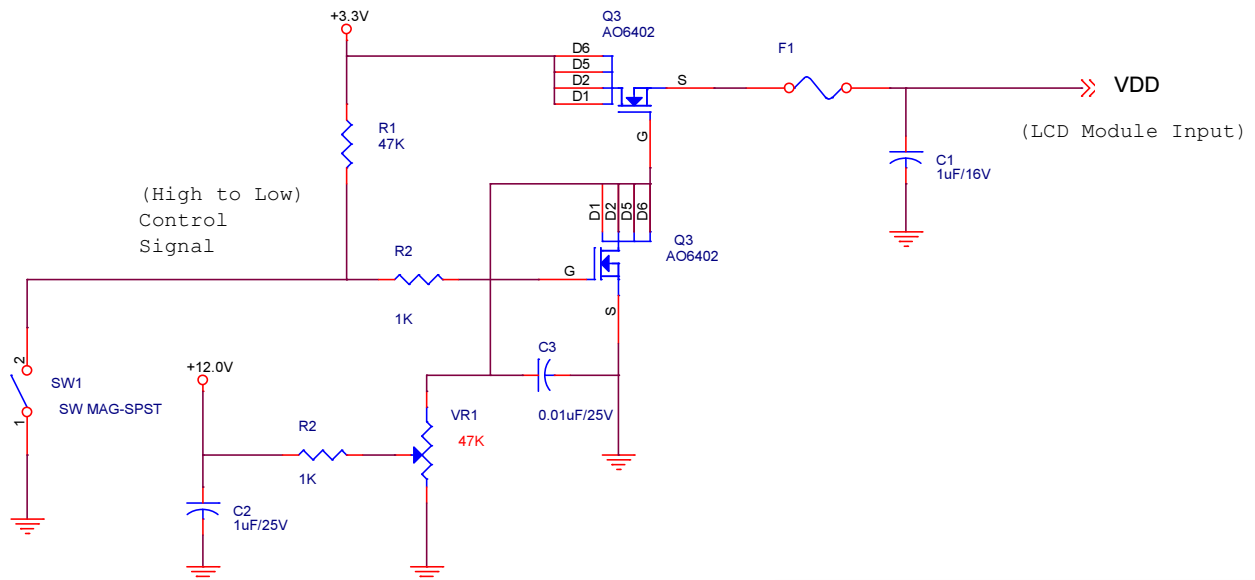 +3.3V
Q3
AO6402
D6
D5
D2
D1
S
G
F1
VDD
(LCD Module Input)
R1
47K
C1
1uF/16V
(High to Low)
Control
Signal
D1
D2
D5
D6
Q3
AO6402
R2
1K
G
S
2
SW1
SW MAG-SPST
1
+12.0V
C3
0.01uF/25V
VR1
47K
R2
1K
C2
1uF/25V